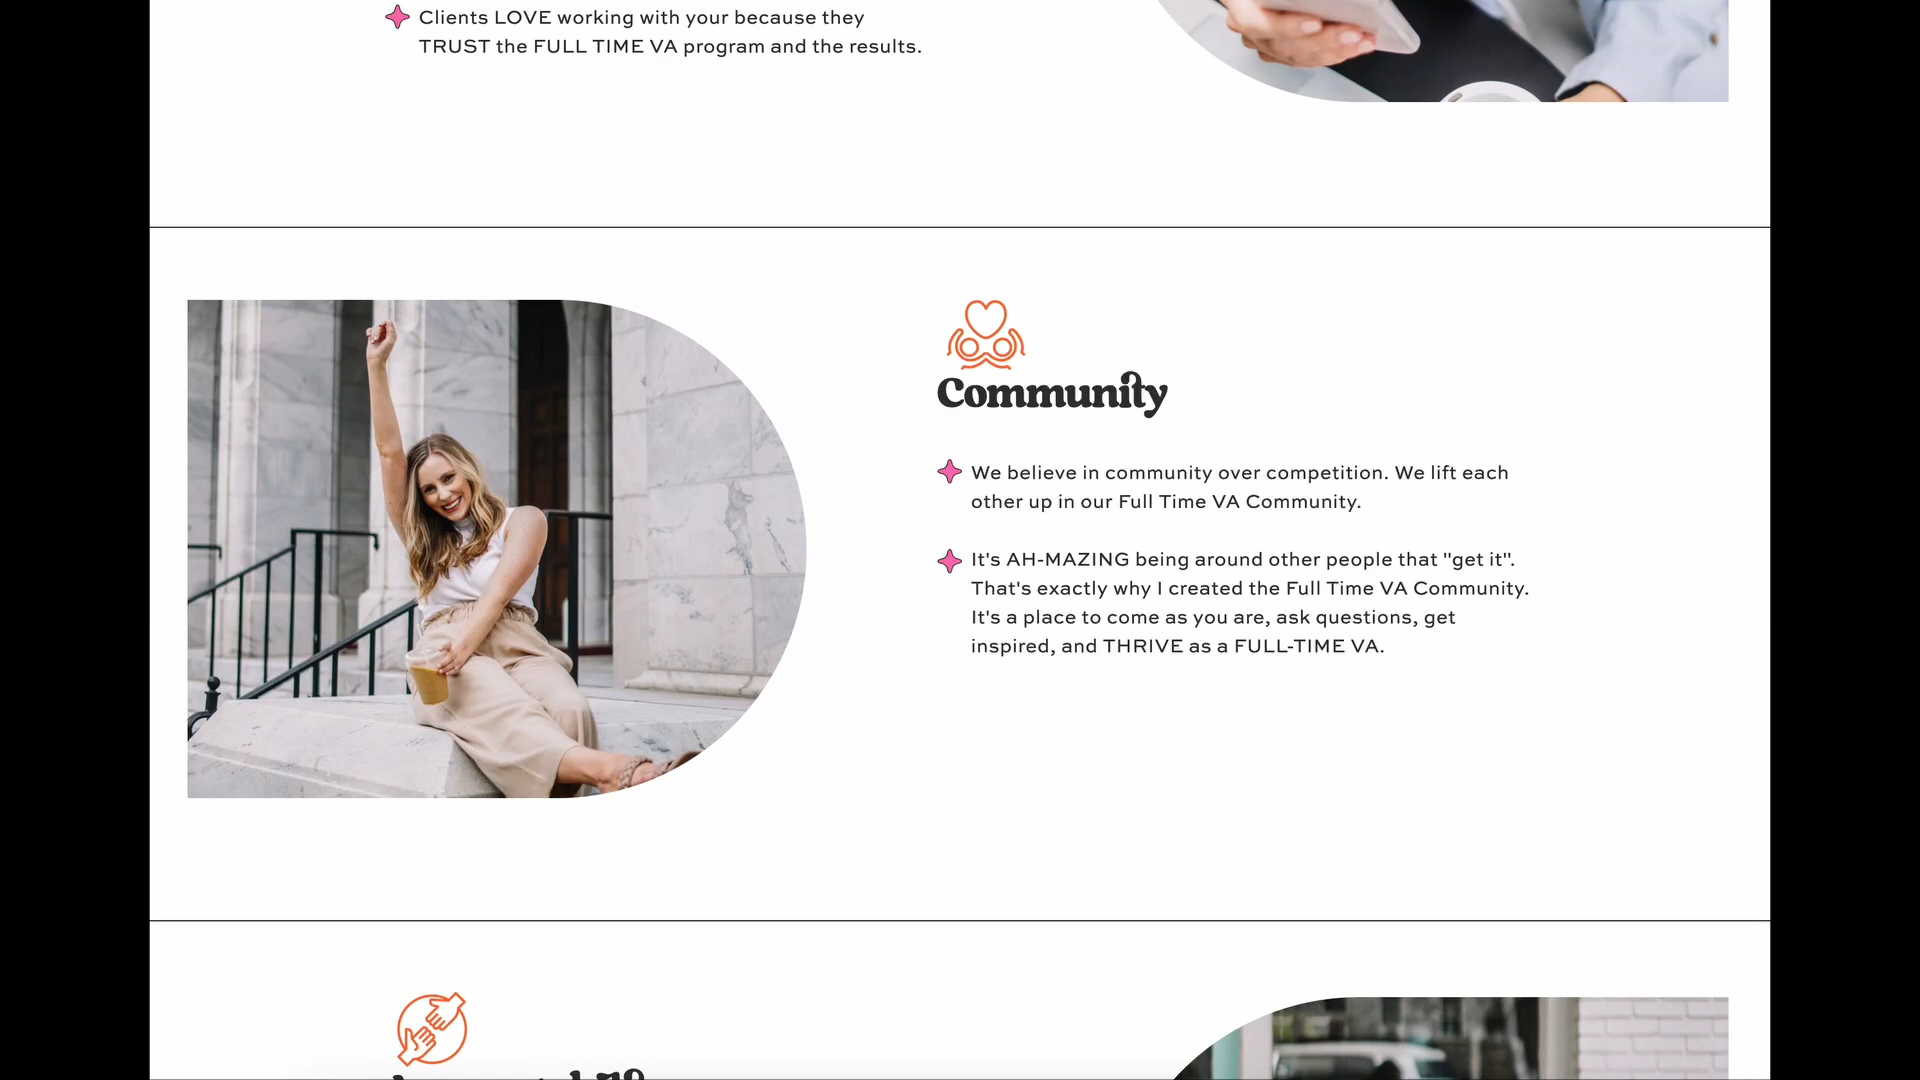 Clients LOVE working with your because they
TRUST the FULL TIME VA program and the results.
Community
We believe in community over competition. We lift each
other up in our Full Time VA Community.
It's AH-MAZING being around other people that "get it".
That's exactly why I created the Full Time VA Community.
It's a place to come as you are, ask questions, get
inspired, and THRIVE as a FULL-TIME VA.